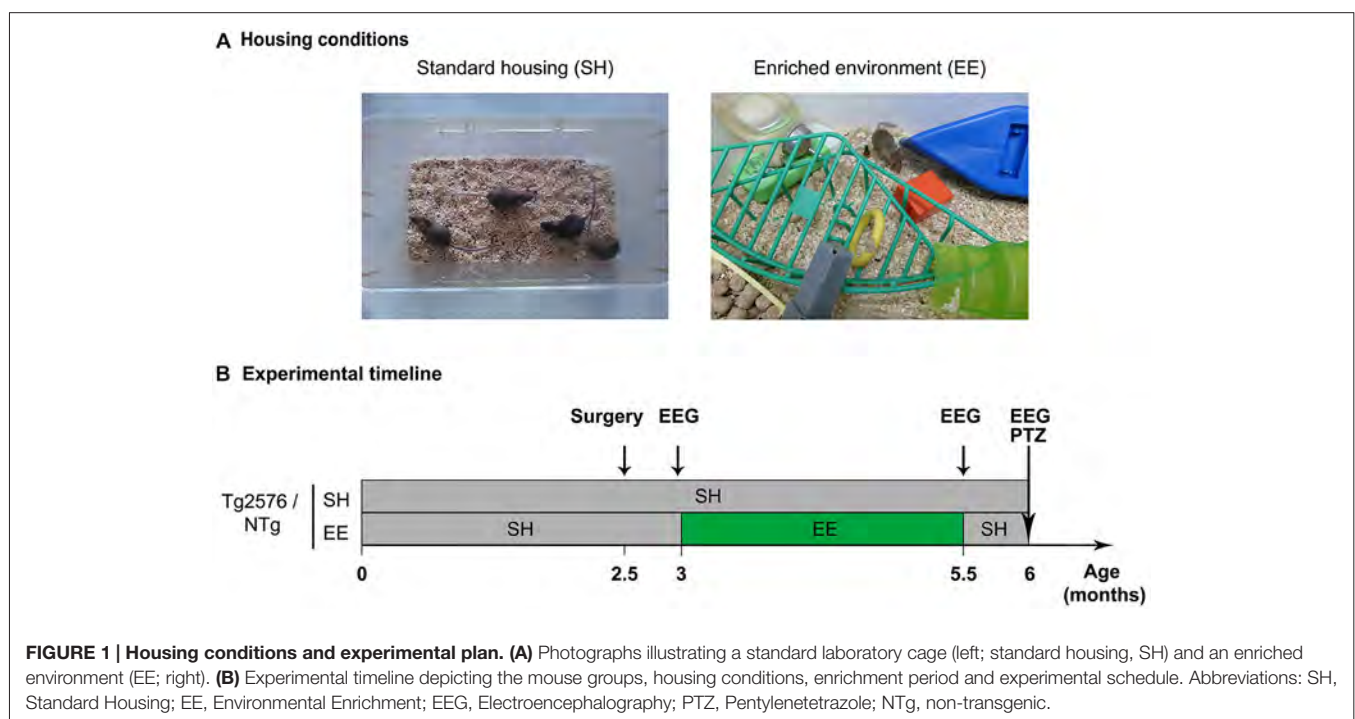 A Housing conditions
Standard housing (SH)
Enriched environment (EE)
B Experimental timeline
Surgery EEG EEG EEG
PTZ
Tg2576 /
NTg
SH
EE
SH
SH EE SH
0 2.5 3 5.5 6 Age
(months)
FIGURE 1 | Housing conditions and experimental plan. (A) Photographs illustrating a standard laboratory cage (left; standard housing, SH) and an enriched
environment (EE; right). (B) Experimental timeline depicting the mouse groups, housing conditions, enrichment period and experimental schedule. Abbreviations: SH,
Standard Housing; EE, Environmental Enrichment; EEG, Electroencephalography; PTZ, Pentylenetetrazole; NTg, non-transgenic.